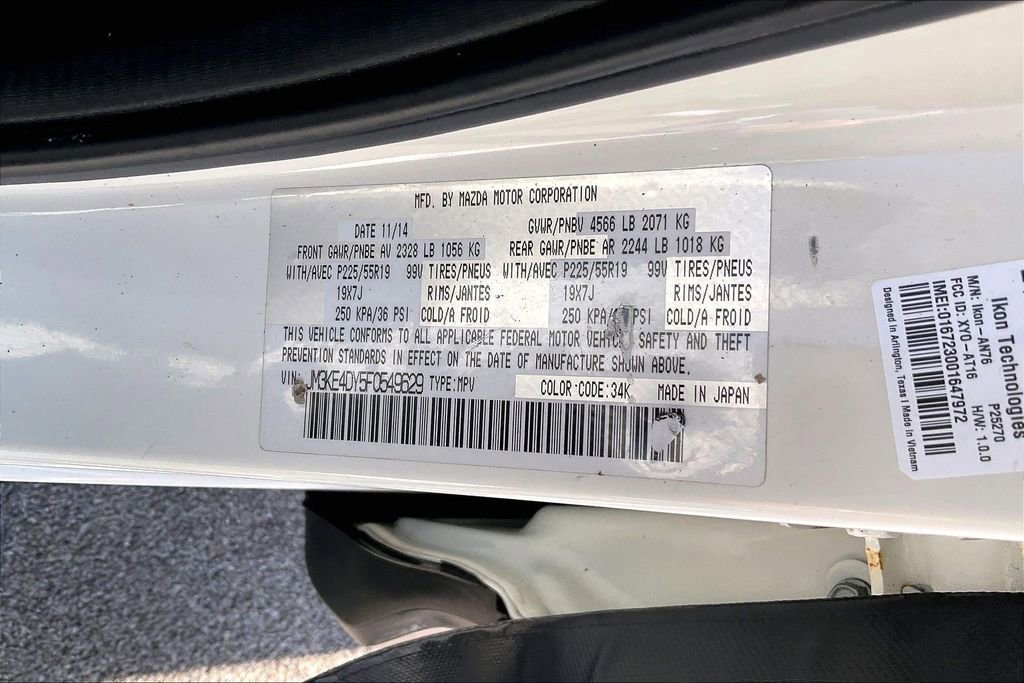 MFD. BY MAZDA MOTOR CORPORATION
DATE 11/14 GVWR/PNBV 4566 LB 2071 KG
FRONT GAWR/PNBE AV 2328 LB 1056 KG REAR GAWR/PNBE AR 2244 LB 1018 KG
WITH/AVEC P225/55R19 99V TIRES/PNEUS WITH/AVEC P225/55R19 99V TIRES/PNEUS
19X7J RIMS/JANTES 19X7J RIMS/JANTES
250 KPA/36 PSI COLD/A FROID 250 KPA/ PSI COLD/A FROID
THIS VEHICLE CONFORMS TO ALL APPLICABLE FEDERAL MOTOR VEHICLE SAFETY AND THEFT
PREVENTION STANDARDS IN EFFECT ON THE DATE OF MANUFACTURE SHOWN ABOVE.
VIN: JM3KE4DY5F0549629 TYPE:MPV COLOR-CODE:34K MADE IN JAPAN
Ikon Technologies
M/N: Ikon-AN76 P25270
FCC ID: XYO-AT16 H/W: 1.0.0
IMEI:016723001647972
Designed in Arlington, Texas | Made in Vietnam